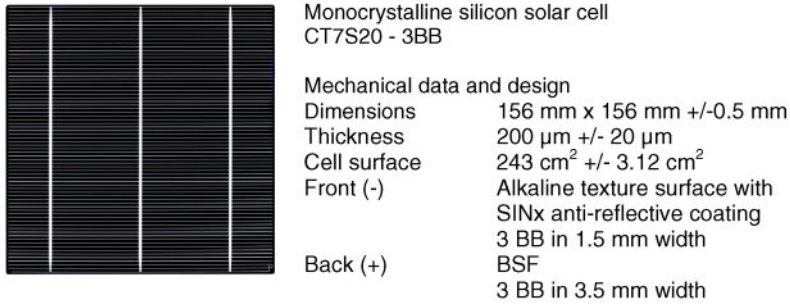 Monocrystalline silicon solar cell
CT7S20 - 3BB
Mechanical data and design
Dimensions 156 mm x 156 mm +/-0.5 mm
Thickness 200 µm +/- 20 µm
Cell surface 243 cm² +/- 3.12 cm²
Front (-) Alkaline texture surface with
SINx anti-reflective coating
3 BB in 1.5 mm width
Back (+) BSF
3 BB in 3.5 mm width